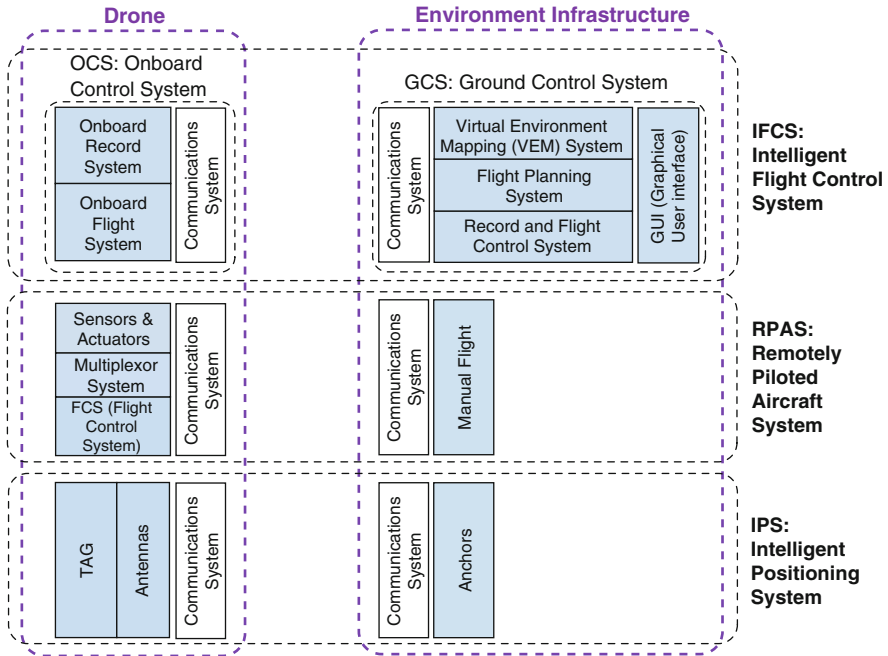 Drone
Environment Infrastructure
OCS: Onboard
Control System
GCS: Ground Control System
Onboard
Record
System
Onboard
Flight
System
Communications
System
Communications
System
Virtual Environment
Mapping (VEM) System
Flight Planning
System
Record and Flight
Control System
GUI (Graphical
User interface)
IFCS:
Intelligent
Flight Control
System
Sensors &
Actuators
Multiplexor
System
FCS (Flight
Control
System)
Communications
System
Communications
System
Manual Flight
RPAS:
Remotely
Piloted
Aircraft
System
TAG
Antennas
Communications
System
Communications
System
Anchors
IPS:
Intelligent
Positioning
System